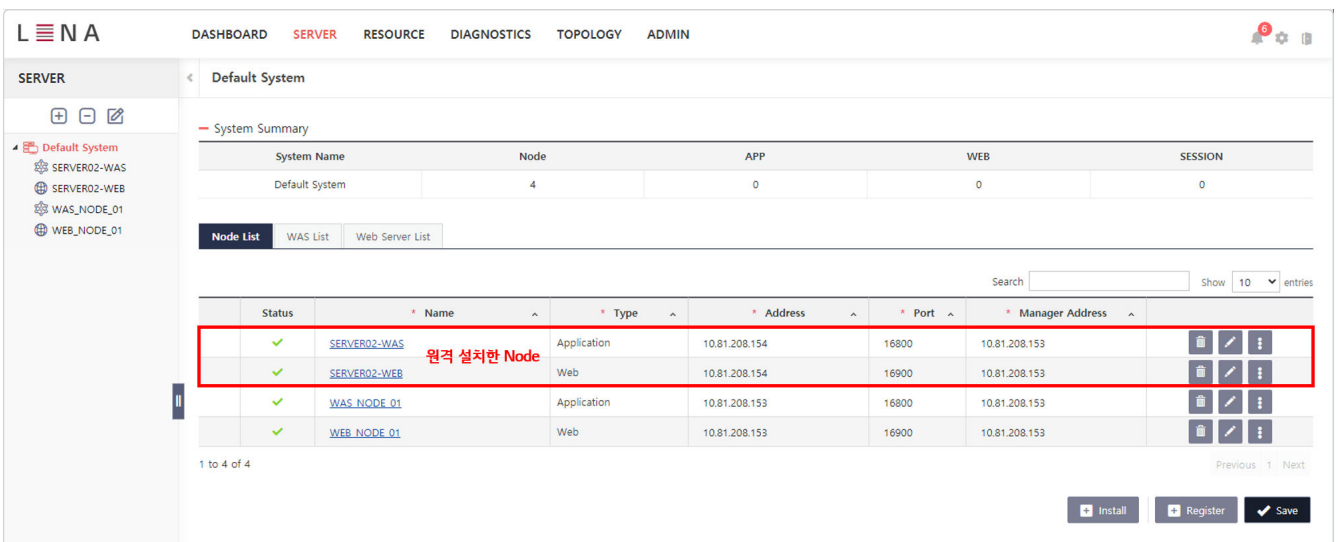 LENA DASHBOARD SERVER RESOURCE DIAGNOSTICS TOPOLOGY ADMIN 6
SERVER
Default System
SERVER02-WAS
SERVER02-WEB
WAS_NODE_01
WEB_NODE_01
Default System
System Summary
System Name Node APP WEB SESSION
Default System 4 0 0 0
Node List WAS List Web Server List
Search Show 10 entries
Status * Name * Type * Address * Port * Manager Address
SERVER02-WAS Application 10.81.208.154 16800 10.81.208.153
원격 설치한 Node
SERVER02-WEB Web 10.81.208.154 16900 10.81.208.153
WAS_NODE_01 Application 10.81.208.153 16800 10.81.208.153
WEB_NODE_01 Web 10.81.208.153 16900 10.81.208.153
1 to 4 of 4 Previous 1 Next
Install Register Save